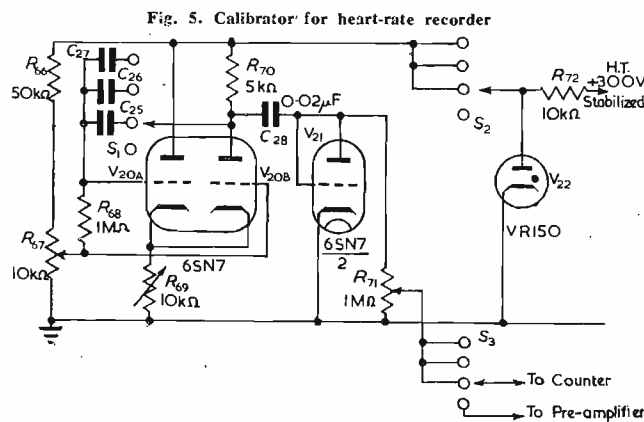 Fig. 5. Calibrator for heart-rate recorder
R66
50kΩ
C27
C26
C25
S1
R70
5kΩ
0·02μF
C28
V21
S2
R72
10kΩ
H.T.
+300V
Stabilized
V20A
V20B
V22
VR150
R68
1MΩ
6SN7
6SN7
2
R67
10kΩ
R69
10kΩ
R71
1MΩ
S3
To Counter
To Pre-amplifier